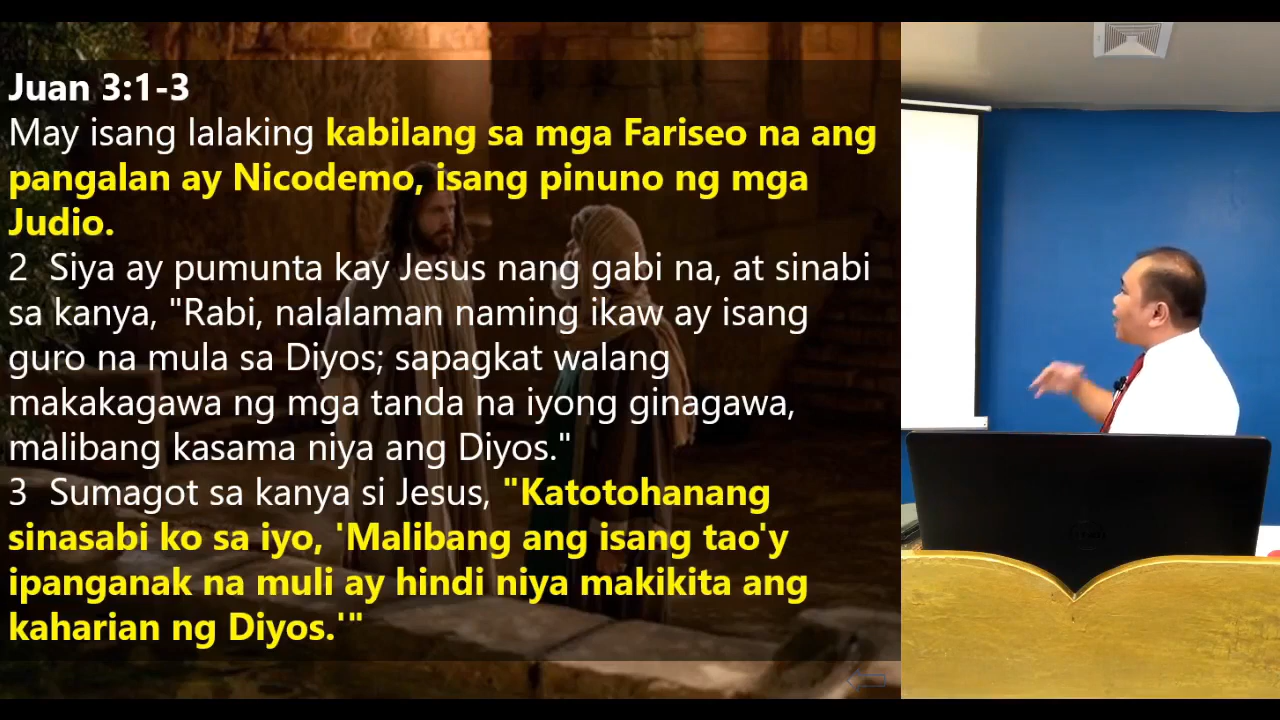 Juan 3:1-3
May isang lalaking kabilang sa mga Fariseo na ang
pangalan ay Nicodemo, isang pinuno ng mga
Judio.
2  Siya ay pumunta kay Jesus nang gabi na, at sinabi
sa kanya, "Rabi, nalalaman naming ikaw ay isang
guro na mula sa Diyos; sapagkat walang
makakagawa ng mga tanda na iyong ginagawa,
malibang kasama niya ang Diyos."
3  Sumagot sa kanya si Jesus, "Katotohanang
sinasabi ko sa iyo, 'Malibang ang isang tao'y
ipanganak na muli ay hindi niya makikita ang
kaharian ng Diyos.'"